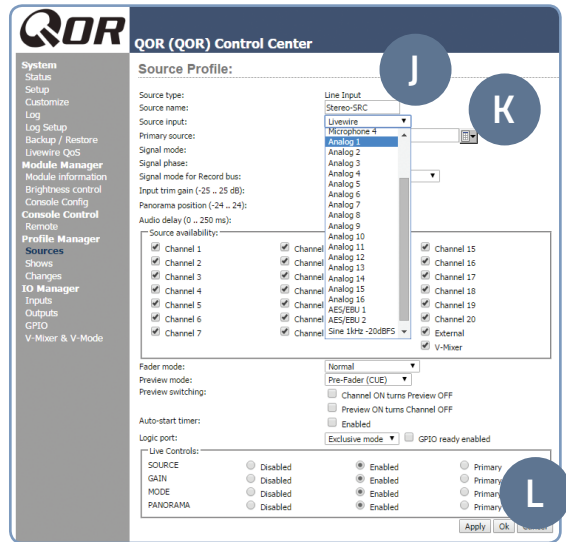 QOR
QOR (QOR) Control Center
System
Status
Setup
Customize
Log
Log Setup
Backup / Restore
Livewire QoS
Module Manager
Module information
Brightness control
Console Config
Console Control
Remote
Profile Manager
Sources
Shows
Changes
IO Manager
Inputs
Outputs
GPIO
V-Mixer & V-Mode
Source Profile:
J
K
Source type: Line Input
Source name: Stereo-SRC
Source input: Livewire
Primary source:
Signal mode:
Signal phase:
Signal mode for Record bus:
Input trim gain (-25 .. 25 dB):
Panorama position (-24 .. 24):
Audio delay (0 .. 250 ms):
Microphone 4
Analog 1
Analog 2
Analog 3
Analog 4
Analog 5
Analog 6
Analog 7
Analog 8
Analog 9
Analog 10
Analog 11
Analog 12
Analog 13
Analog 14
Analog 15
Analog 16
AES/EBU 1
AES/EBU 2
Sine 1kHz -20dBFS
Source availability:
Channel 1 Channel Channel 15
Channel 2 Channel Channel 16
Channel 3 Channel Channel 17
Channel 4 Channel Channel 18
Channel 5 Channel Channel 19
Channel 6 Channel Channel 20
Channel 7 Channel External
V-Mixer
Fader mode: Normal
Preview mode: Pre-Fader (CUE)
Preview switching: Channel ON turns Preview OFF
Preview ON turns Channel OFF
Auto-start timer: Enabled
Logic port: Exclusive mode GPIO ready enabled
Live Controls:
SOURCE Disabled Enabled Primary
GAIN Disabled Enabled Primary
MODE Disabled Enabled Primary
PANORAMA Disabled Enabled Primary
L
Apply Ok